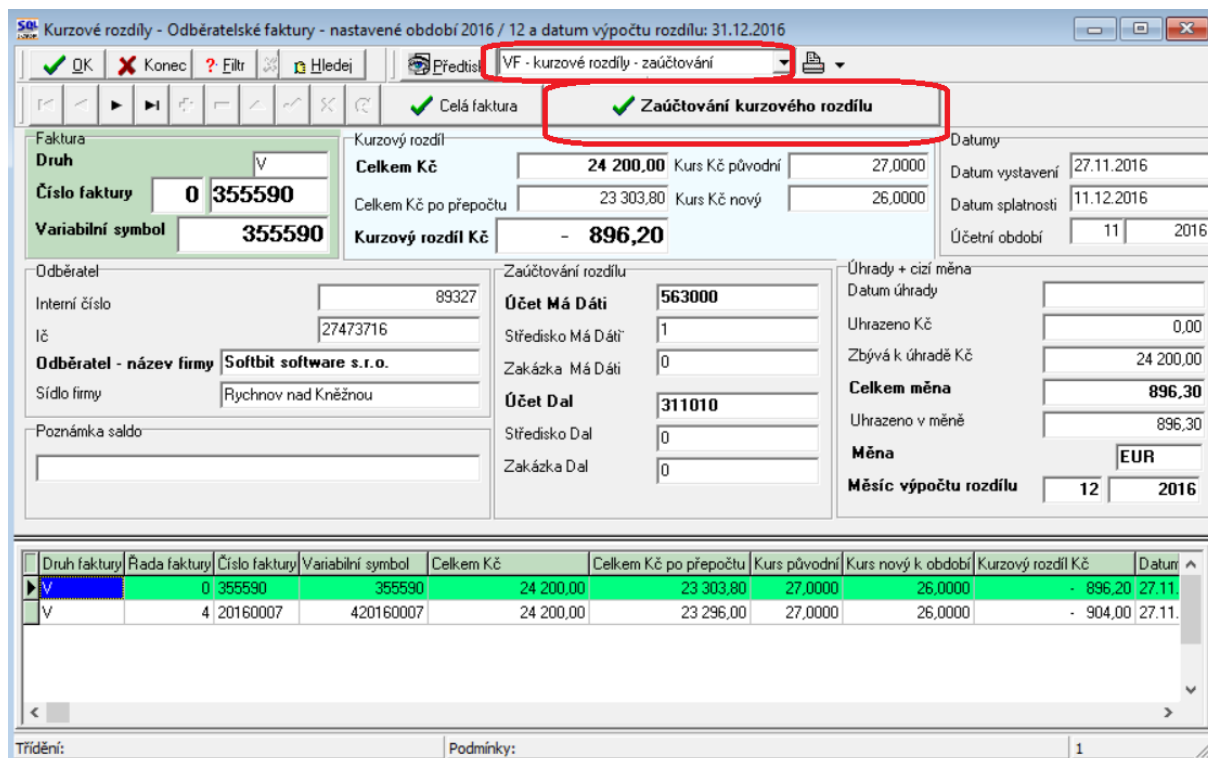 SQL Kurzové rozdíly - Odběratelské faktury - nastavené období 2016 / 12 a datum výpočtu rozdílu: 31.12.2016
OK Konec Filtr Hledej Předtisk VF - kurzové rozdíly - zaúčtování
Celá faktura Zaúčtování kurzového rozdílu
Faktura
Druh V
Číslo faktury 0 355590
Variabilní symbol 355590
Kurzový rozdíl
Celkem Kč 24 200,00 Kurs Kč původní 27,0000
Celkem Kč po přepočtu 23 303,80 Kurs Kč nový 26,0000
Kurzový rozdíl Kč - 896,20
Datumy
Datum vystavení 27.11.2016
Datum splatnosti 11.12.2016
Účetní období 11 2016
Odběratel
Interní číslo 89327
Ič 27473716
Odběratel - název firmy Softbit software s.r.o.
Sídlo firmy Rychnov nad Kněžnou
Poznámka saldo
Zaúčtování rozdílu
Účet Má Dáti 563000
Středisko Má Dátiˇ 1
Zakázka Má Dáti 0
Účet Dal 311010
Středisko Dal 0
Zakázka Dal 0
Úhrady + cizí měna
Datum úhrady
Uhrazeno Kč 0,00
Zbývá k úhradě Kč 24 200,00
Celkem měna 896,30
Uhrazeno v měně 896,30
Měna EUR
Měsíc výpočtu rozdílu 12 2016
Druh faktury Řada faktury Číslo faktury Variabilní symbol Celkem Kč Celkem Kč po přepočtu Kurs původní Kurs nový k období Kurzový rozdíl Kč Datum
V 0 355590 355590 24 200,00 23 303,80 27,0000 26,0000 - 896,20 27.11.
V 4 20160007 420160007 24 200,00 23 296,00 27,0000 26,0000 - 904,00 27.11.
Třídění: Podmínky: 1